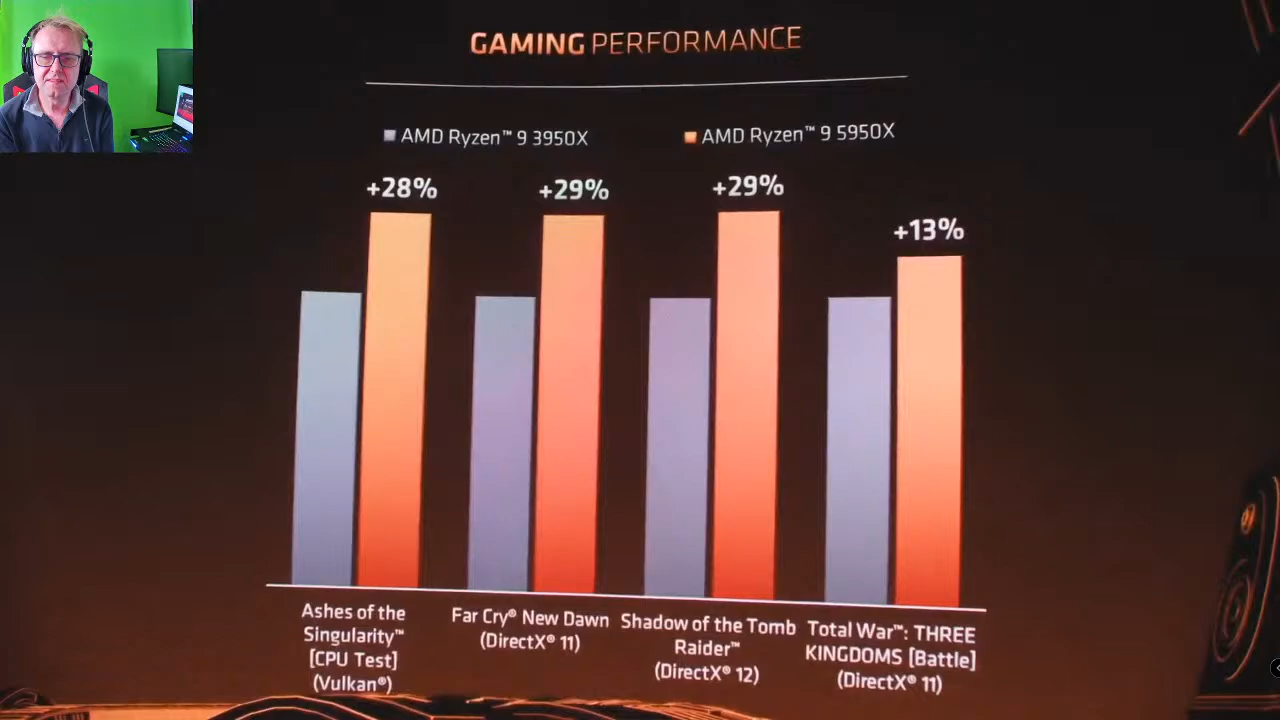 GAMING PERFORMANCE
AMD Ryzen™ 9 3950X
AMD Ryzen™ 9 5950X
+28%
+29%
+29%
+13%
Ashes of the
Singularity™
[CPU Test]
(Vulkan®)
Far Cry® New Dawn
(DirectX® 11)
Shadow of the Tomb
Raider™
(DirectX® 12)
Total War™: THREE
KINGDOMS [Battle]
(DirectX® 11)